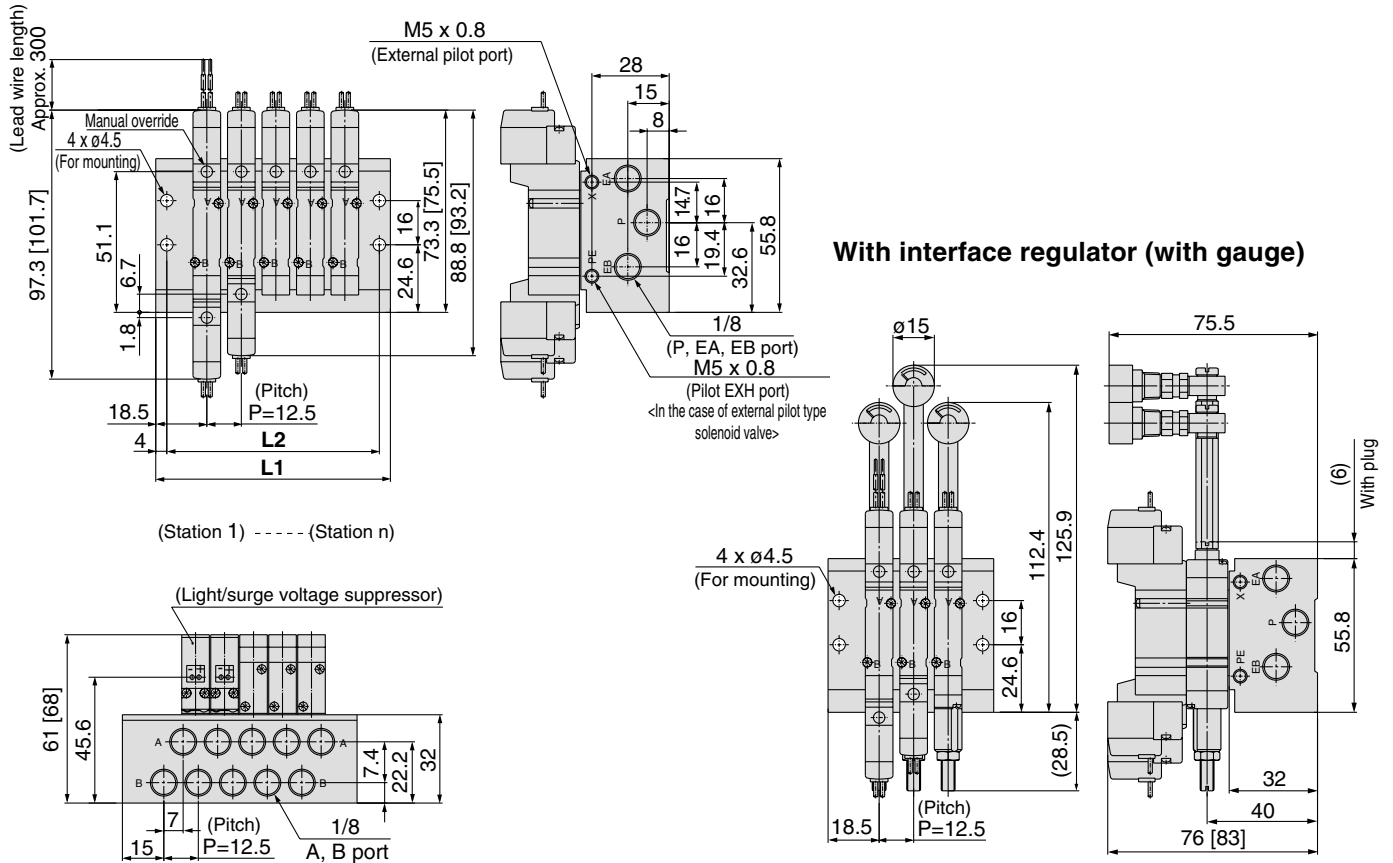 (Lead wire length)
Approx. 300
M5 x 0.8
(External pilot port)
Manual override
4 x ø4.5
(For mounting)
97.3 [101.7]
51.1
6.7
1.8
A A A A A
B B B B B
16
24.6
73.3 [75.5]
88.8 [93.2]
(Pitch)
P=12.5
18.5
4
L2
L1
28
15
8
EA
X
P
PE
EB
14.7
16
16
19.4
32.6
55.8
1/8
(P, EA, EB port)
M5 x 0.8
(Pilot EXH port)
<In the case of external pilot type
solenoid valve>
(Station 1) ----- (Station n)
(Light/surge voltage suppressor)
61 [68]
45.6
A A
B B
7.4
22.2
32
7
15
(Pitch)
P=12.5
1/8
A, B port
With interface regulator (with gauge)
ø15
4 x ø4.5
(For mounting)
A A A
B B B
16
24.6
112.4
125.9
(28.5)
18.5
(Pitch)
P=12.5
75.5
(6)
With plug
EA
X
P
PE
EB
55.8
32
40
76 [83]